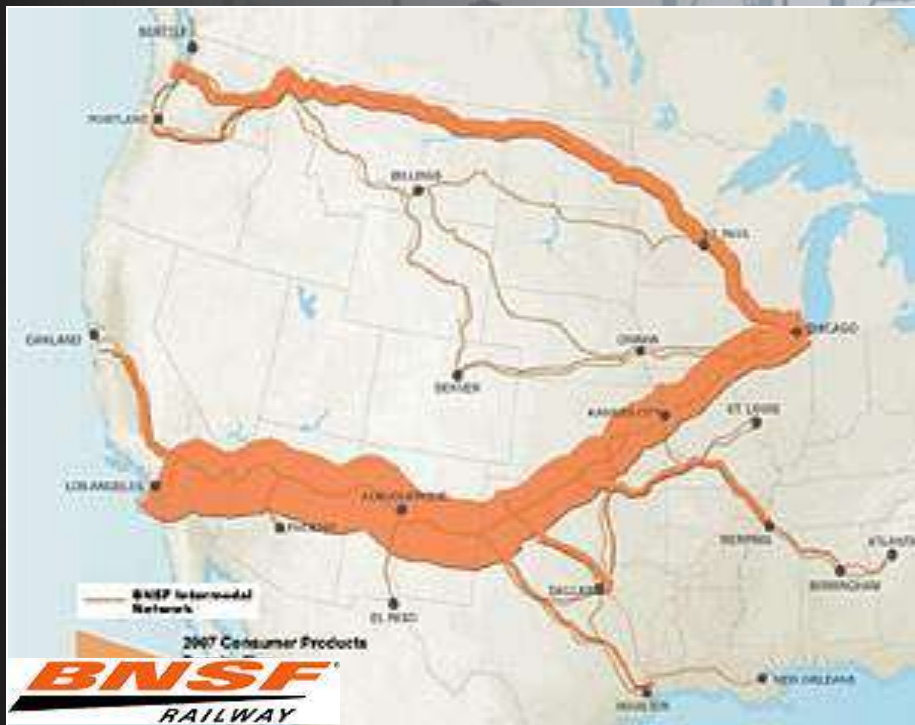 SEATTLE
PORTLAND
BILLINGS
ST. PAUL
OAKLAND
CHICAGO
OMAHA
DENVER
KANSAS CITY
ST. LOUIS
LOS ANGELES
ALBUQUERQUE
PHOENIX
MEMPHIS
ATLANTA
BIRMINGHAM
DALLAS
EL PASO
NEW ORLEANS
HOUSTON
BNSF Intermodal
Network
2007 Consumer Products
BNSF
RAILWAY